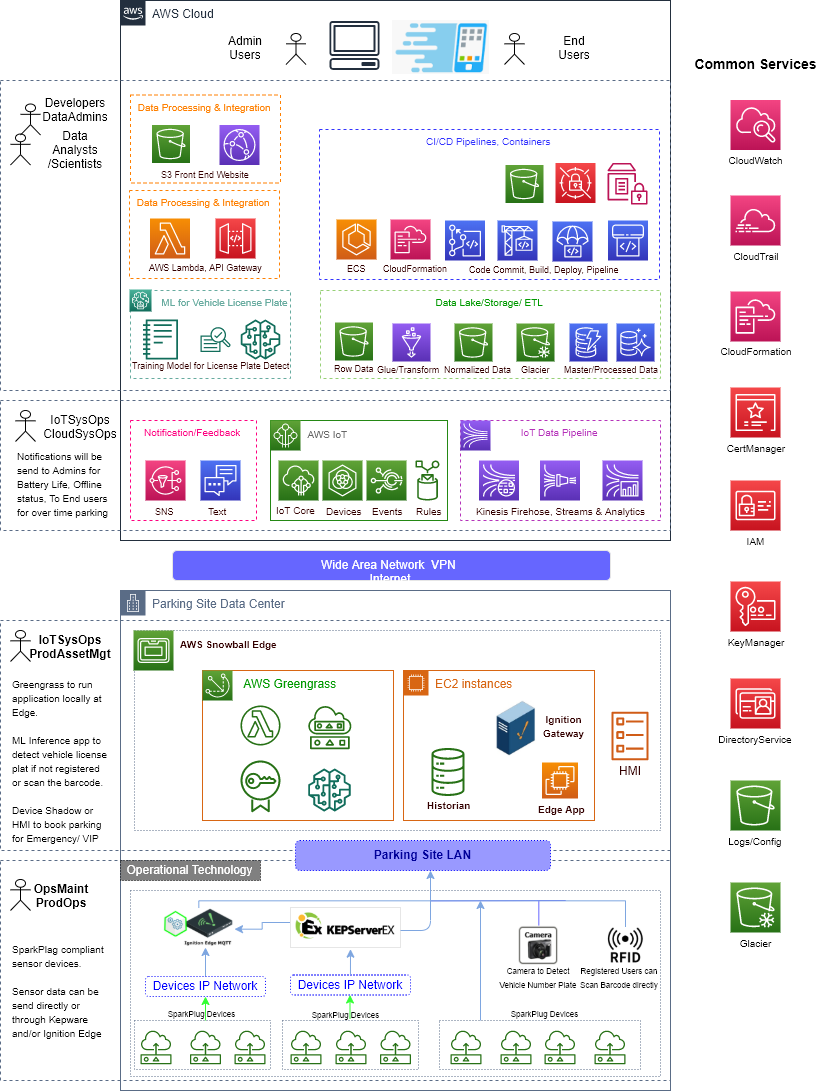 aws
AWS Cloud
Admin
Users
End
Users
Common Services
Developers
DataAdmins
Data
Analysts
/Scientists
Data Processing & Integration
S3 Front End Website
Data Processing & Integration
AWS Lambda, API Gateway
CI/CD Pipelines, Containers
ECS
CloudFormation
Code Commit, Build, Deploy, Pipeline
ML for Vehicle License Plate
Training Model for License Plate Detect
Data Lake/Storage/ ETL
Row Data
Glue/Transform
Normalized Data
Glacier
Master/Processed Data
IoTSysOps
CloudSysOps
Notifications will be
send to Admins for
Battery Life, Offline
status, To End users
for over time parking
Notification/Feedback
SNS
Text
AWS IoT
IoT Core
Devices
Events
Rules
IoT Data Pipeline
Kinesis Firehose, Streams & Analytics
Wide Area Network VPN
Internet
Parking Site Data Center
IoTSysOps
ProdAssetMgt
Greengrass to run
application locally at
Edge.
ML Inference app to
detect vehicle license
plat if not registered
or scan the barcode.
Device Shadow or
HMI to book parking
for Emergency/ VIP
AWS Snowball Edge
AWS Greengrass
EC2 instances
Ignition
Gateway
Historian
Edge App
HMI
Parking Site LAN
Operational Technology
OpsMaint
ProdOps
SparkPlag compliant
sensor devices.
Sensor data can be
send directly or
through Kepware
and/or Ignition Edge
Ignition Edge MQTT
Ex KEPServerEX
Camera
Camera to Detect
Vehicle Number Plate
RFID
Registered Users can
Scan Barcode directly
Devices IP Network
Devices IP Network
SparkPlug Devices
SparkPlug Devices
SparkPlug Devices
CloudWatch
CloudTrail
CloudFormation
CertManager
IAM
KeyManager
DirectoryService
Logs/Config
Glacier